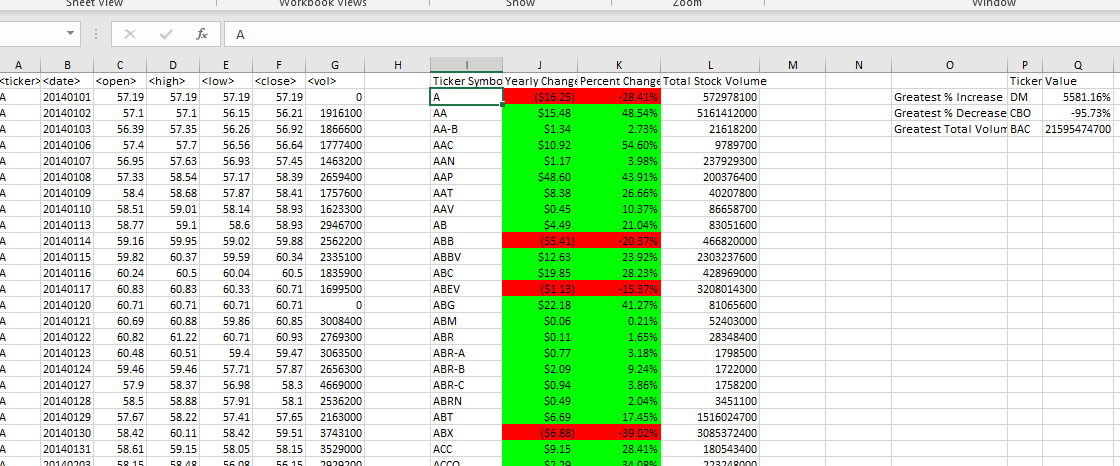 Sheet View Workbook Views Show Zoom Window
fx A
A B C D E F G H I J K L M N O P Q
<ticker> <date> <open> <high> <low> <close> <vol> Ticker Symbo Yearly Change Percent Change Total Stock Volume Ticker Value
A 20140101 57.19 57.19 57.19 57.19 0 A ($16.25) -28.41% 572978100 Greatest % Increase DM 5581.16%
A 20140102 57.1 57.1 56.15 56.21 1916100 AA $15.48 48.54% 5161412000 Greatest % Decrease CBO -95.73%
A 20140103 56.39 57.35 56.26 56.92 1866600 AA-B $1.34 2.73% 21618200 Greatest Total Volum BAC 21595474700
A 20140106 57.4 57.7 56.56 56.64 1777400 AAC $10.92 54.60% 9789700
A 20140107 56.95 57.63 56.93 57.45 1463200 AAN $1.17 3.98% 237929300
A 20140108 57.33 58.54 57.17 58.39 2659400 AAP $48.60 43.91% 200376400
A 20140109 58.4 58.68 57.87 58.41 1757600 AAT $8.38 26.66% 40207800
A 20140110 58.51 59.01 58.14 58.93 1623300 AAV $0.45 10.37% 86658700
A 20140113 58.77 59.1 58.6 58.93 2946700 AB $4.49 21.04% 83051600
A 20140114 59.16 59.95 59.02 59.88 2562200 ABB ($5.41) -20.37% 466820000
A 20140115 59.82 60.37 59.59 60.34 2335100 ABBV $12.63 23.92% 2303237600
A 20140116 60.24 60.5 60.04 60.5 1835900 ABC $19.85 28.23% 428969000
A 20140117 60.83 60.83 60.33 60.71 1699500 ABEV ($1.13) -15.37% 3208014300
A 20140120 60.71 60.71 60.71 60.71 0 ABG $22.18 41.27% 81065600
A 20140121 60.69 60.88 59.86 60.85 3008400 ABM $0.06 0.21% 52403000
A 20140122 60.82 61.22 60.71 60.93 2769300 ABR $0.11 1.65% 28348400
A 20140123 60.48 60.51 59.4 59.47 3063500 ABR-A $0.77 3.18% 1798500
A 20140124 59.46 59.46 57.71 57.87 2656300 ABR-B $2.09 9.24% 1722000
A 20140127 57.9 58.37 56.98 58.3 4669000 ABR-C $0.94 3.86% 1758200
A 20140128 58.5 58.88 57.91 58.1 2536200 ABRN $0.49 2.04% 3451100
A 20140129 57.67 58.22 57.41 57.65 2163000 ABT $6.69 17.45% 1516024700
A 20140130 58.42 60.11 58.42 59.51 3743100 ABX ($6.88) -39.02% 3085372400
A 20140131 58.61 59.15 58.05 58.15 3529000 ACC $9.15 28.41% 180543400
A 20140203 58.15 58.48 56.08 56.15 2929200 ACCO $2.29 34.08% 223248000